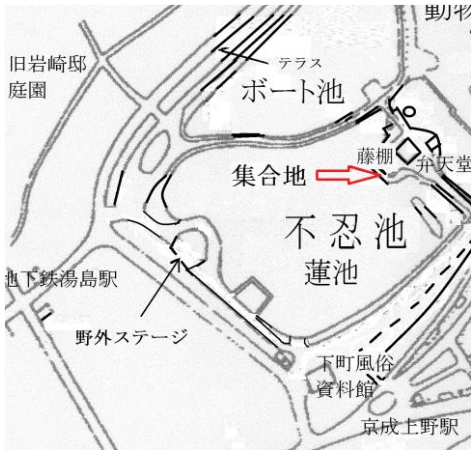 動物
旧岩崎邸
庭園
テラス
ボート池
藤棚
弁天堂
集合地
不忍池
蓮池
地下鉄湯島駅
野外ステージ
下町風俗
資料館
京成上野駅